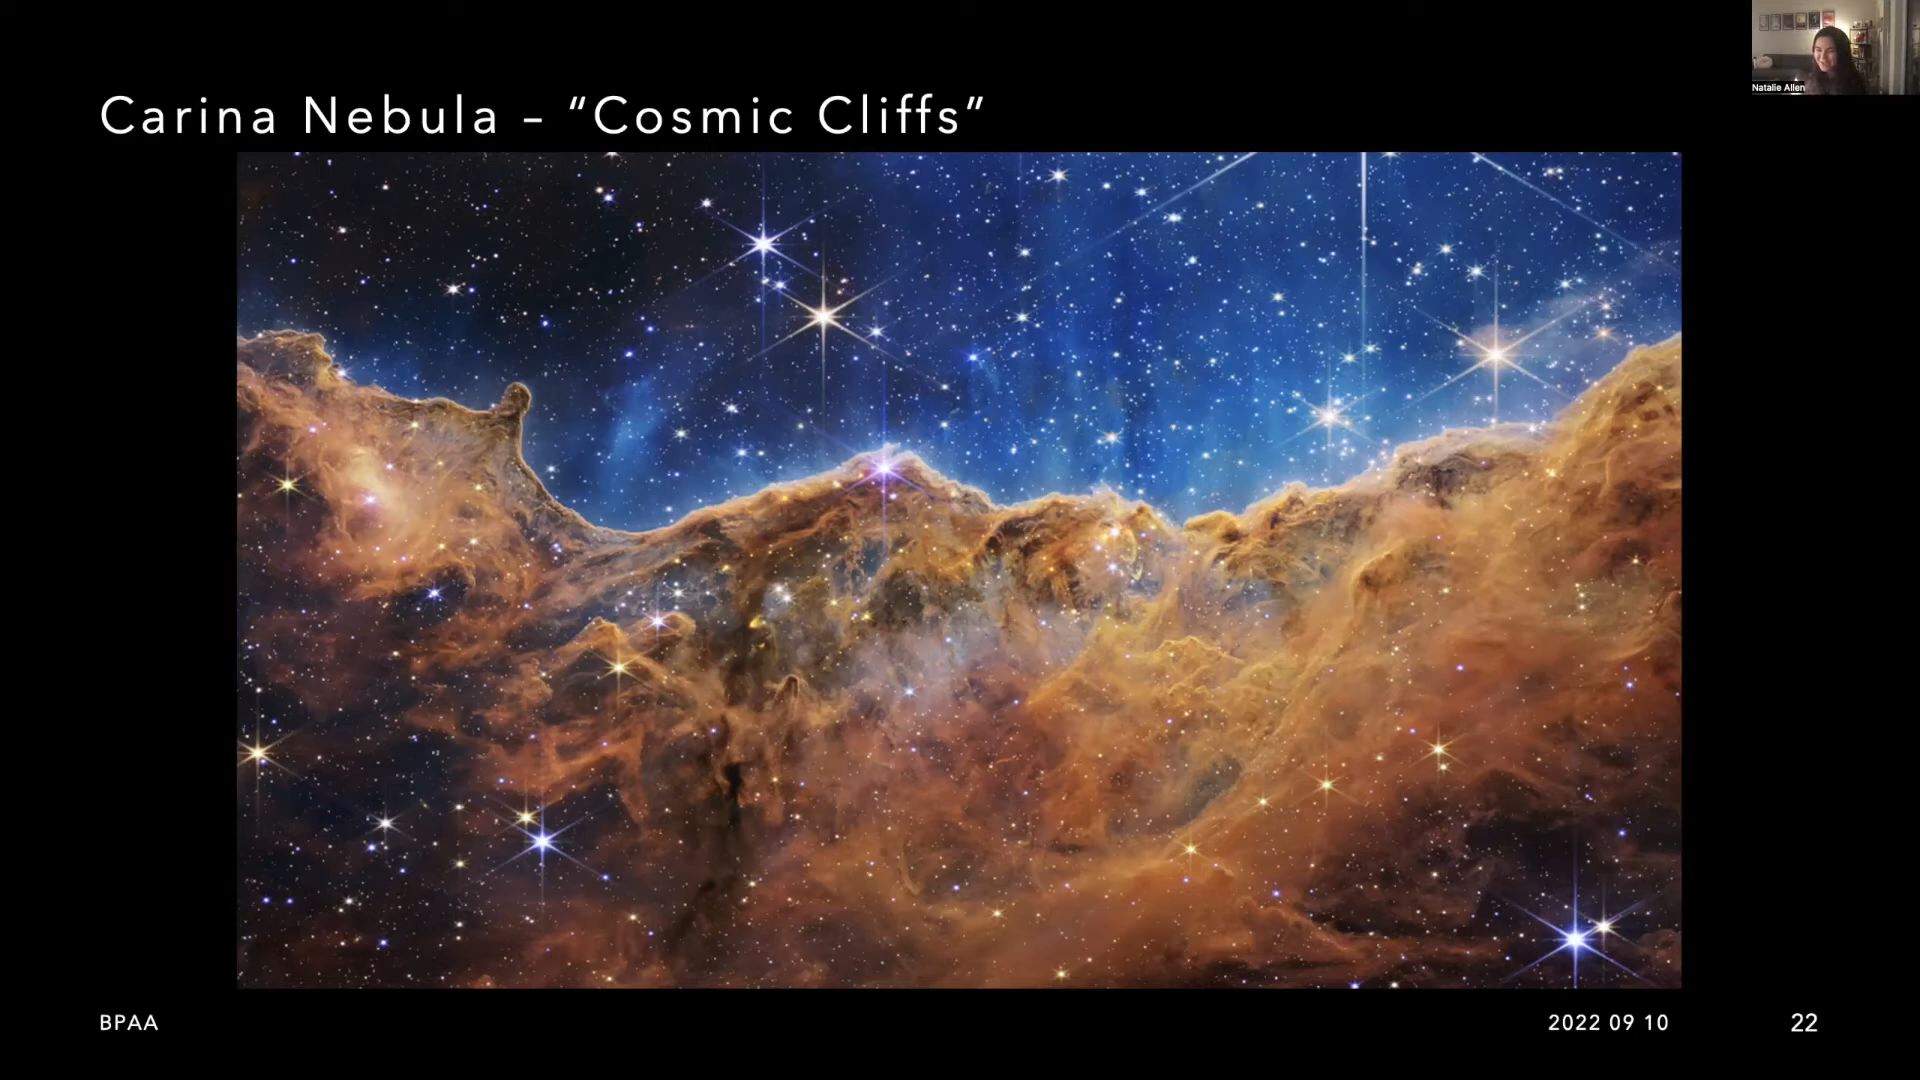 Natalie Allen
Carina Nebula – “Cosmic Cliffs”
BPAA
2022 09 10
22